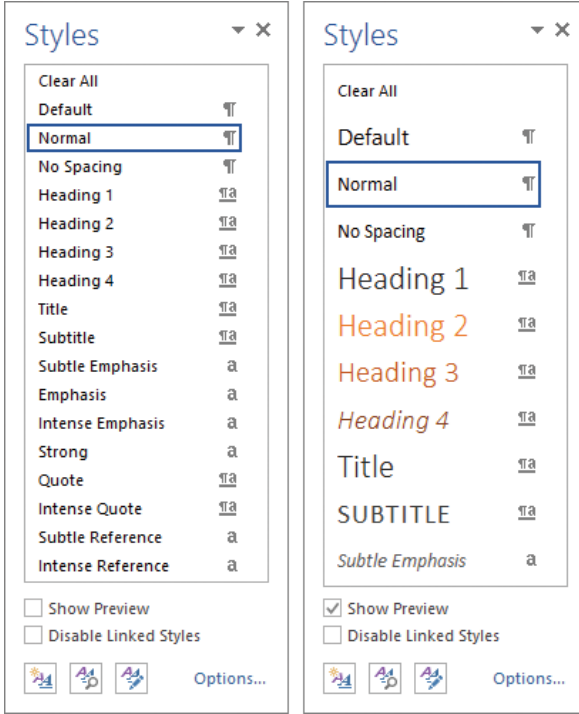 Styles
Clear All
Default ¶
Normal ¶
No Spacing ¶
Heading 1 ¶a
Heading 2 ¶a
Heading 3 ¶a
Heading 4 ¶a
Title ¶a
Subtitle ¶a
Subtle Emphasis a
Emphasis a
Intense Emphasis a
Strong a
Quote ¶a
Intense Quote ¶a
Subtle Reference a
Intense Reference a
Show Preview
Disable Linked Styles
Options...
Styles
Clear All
Default ¶
Normal ¶
No Spacing ¶
Heading 1 ¶a
Heading 2 ¶a
Heading 3 ¶a
Heading 4 ¶a
Title ¶a
SUBTITLE ¶a
Subtle Emphasis a
Show Preview
Disable Linked Styles
Options...